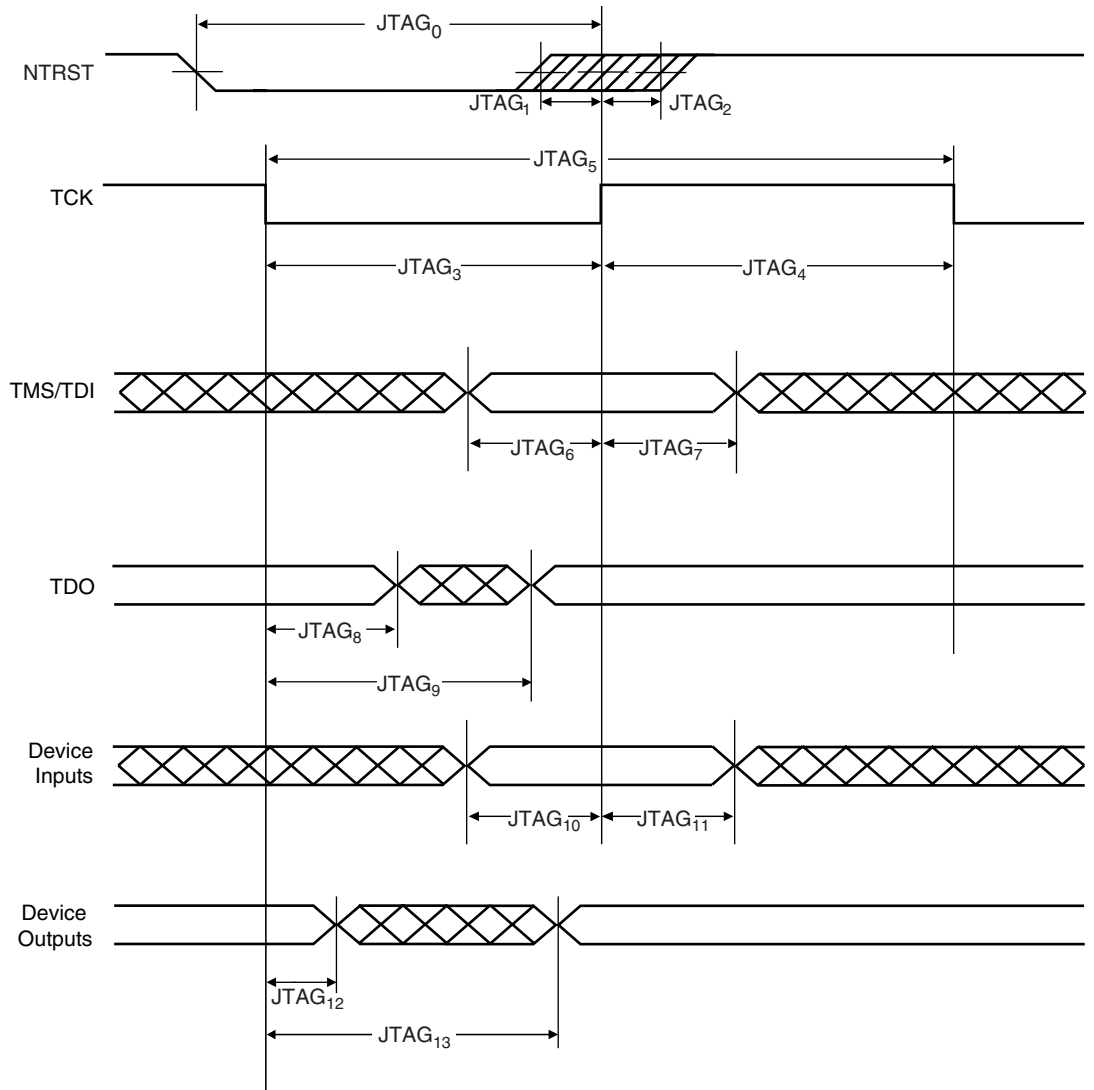 JTAG₀
NTRST
JTAG₁
JTAG₂
JTAG₅
TCK
JTAG₃
JTAG₄
TMS/TDI
JTAG₆
JTAG₇
TDO
JTAG₈
JTAG₉
Device
Inputs
JTAG₁₀
JTAG₁₁
Device
Outputs
JTAG₁₂
JTAG₁₃